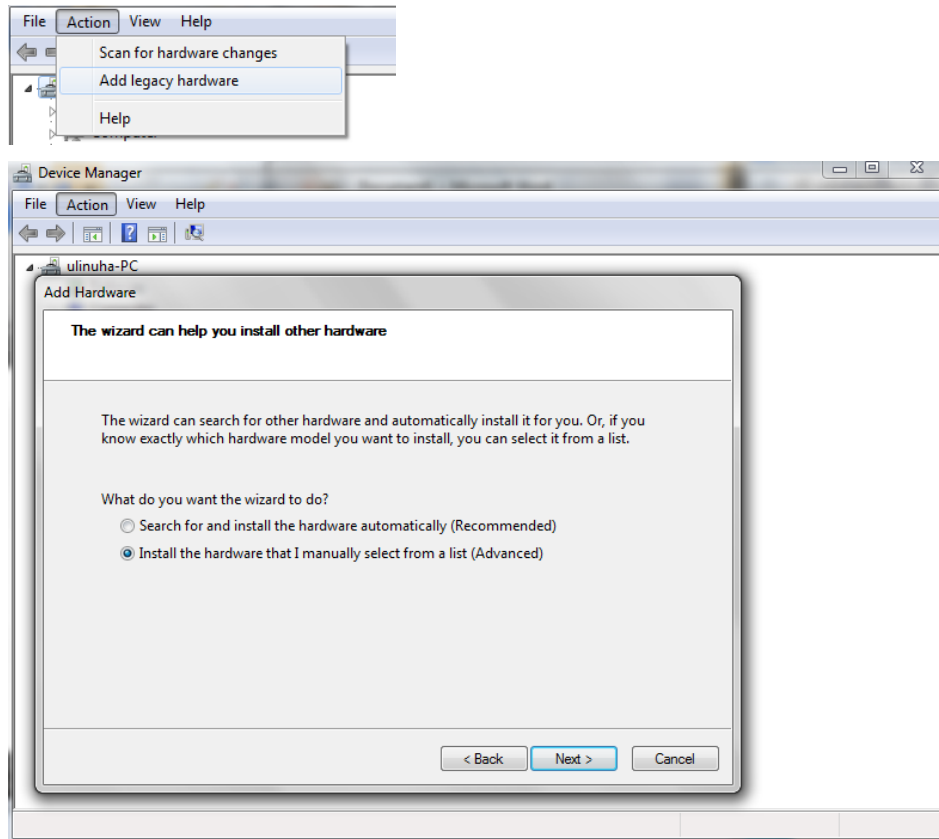 File Action View Help
Scan for hardware changes
Add legacy hardware
Help
Device Manager
File Action View Help
ulinuha-PC
Add Hardware
The wizard can help you install other hardware
The wizard can search for other hardware and automatically install it for you. Or, if you
know exactly which hardware model you want to install, you can select it from a list.
What do you want the wizard to do?
Search for and install the hardware automatically (Recommended)
Install the hardware that I manually select from a list (Advanced)
< Back Next > Cancel